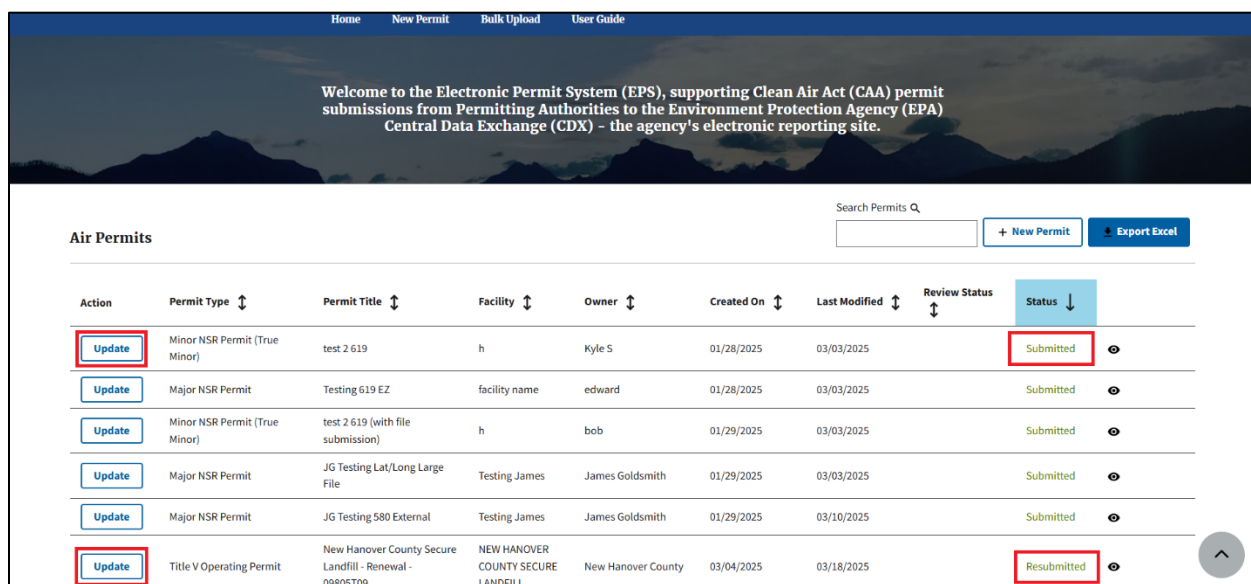 Home New Permit Bulk Upload User Guide
Welcome to the Electronic Permit System (EPS), supporting Clean Air Act (CAA) permit
submissions from Permitting Authorities to the Environment Protection Agency (EPA)
Central Data Exchange (CDX) – the agency's electronic reporting site.
Search Permits
Air Permits
+ New Permit Export Excel
Action Permit Type Permit Title Facility Owner Created On Last Modified Review Status Status
Update Minor NSR Permit (True Minor) test 2 619 h Kyle S 01/28/2025 03/03/2025 Submitted
Update Major NSR Permit Testing 619 EZ facility name edward 01/28/2025 03/03/2025 Submitted
Update Minor NSR Permit (True Minor) test 2 619 (with file submission) h bob 01/29/2025 03/03/2025 Submitted
Update Major NSR Permit JG Testing Lat/Long Large File Testing James James Goldsmith 01/29/2025 03/03/2025 Submitted
Update Major NSR Permit JG Testing 580 External Testing James James Goldsmith 01/29/2025 03/10/2025 Submitted
Update Title V Operating Permit New Hanover County Secure Landfill - Renewal - 09805T09 NEW HANOVER COUNTY SECURE LANDFILL New Hanover County 03/04/2025 03/18/2025 Resubmitted